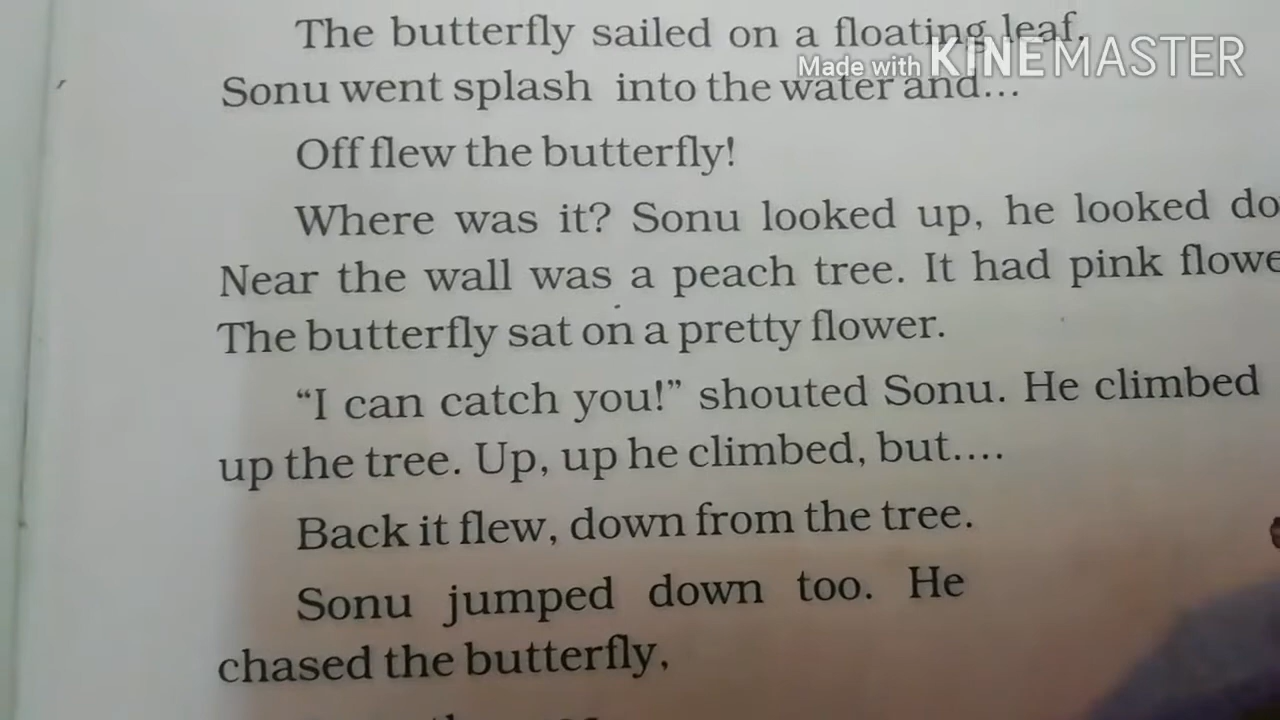 The butterfly sailed on a floating leaf.
Made with KINEMASTER
Sonu went splash into the water and...
Off flew the butterfly!
Where was it? Sonu looked up, he looked do
Near the wall was a peach tree. It had pink flowe
The butterfly sat on a pretty flower.
“I can catch you!” shouted Sonu. He climbed
up the tree. Up, up he climbed, but....
Back it flew, down from the tree.
Sonu jumped down too. He
chased the butterfly,